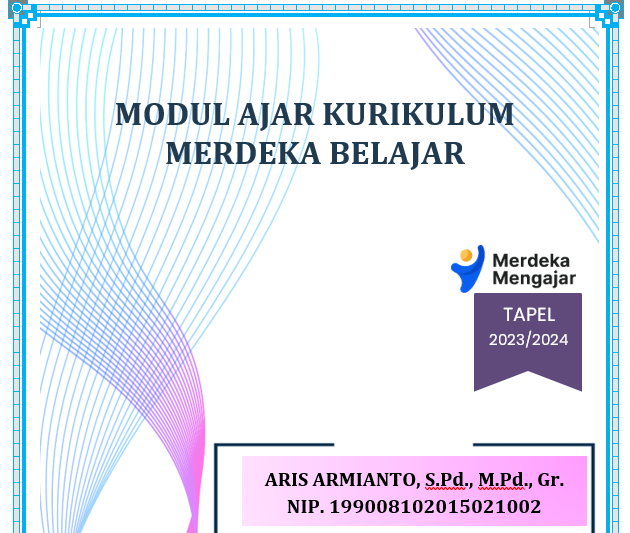 MODUL AJAR KURIKULUM
MERDEKA BELAJAR
Merdeka
Mengajar
TAPEL
2023/2024
ARIS ARMIANTO, S.Pd., M.Pd., Gr.
NIP. 199008102015021002